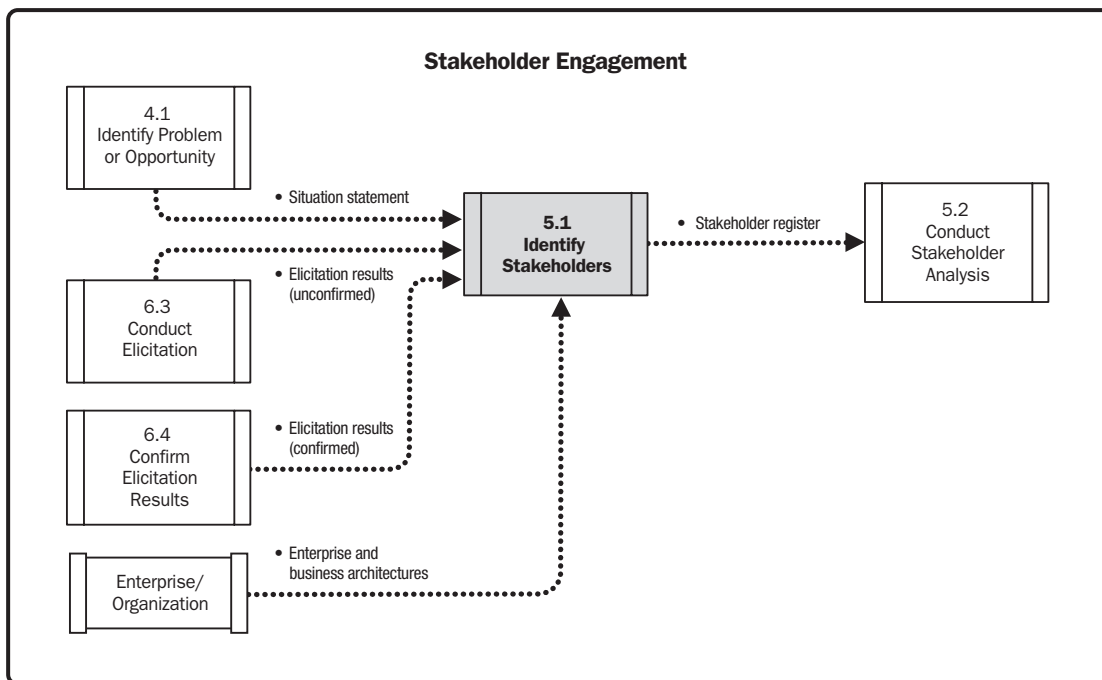 Stakeholder Engagement
4.1
Identify Problem
or Opportunity
• Situation statement
6.3
Conduct
Elicitation
• Elicitation results
(unconfirmed)
6.4
Confirm
Elicitation
Results
• Elicitation results
(confirmed)
Enterprise/
Organization
• Enterprise and
business architectures
5.1
Identify
Stakeholders
• Stakeholder register
5.2
Conduct
Stakeholder
Analysis